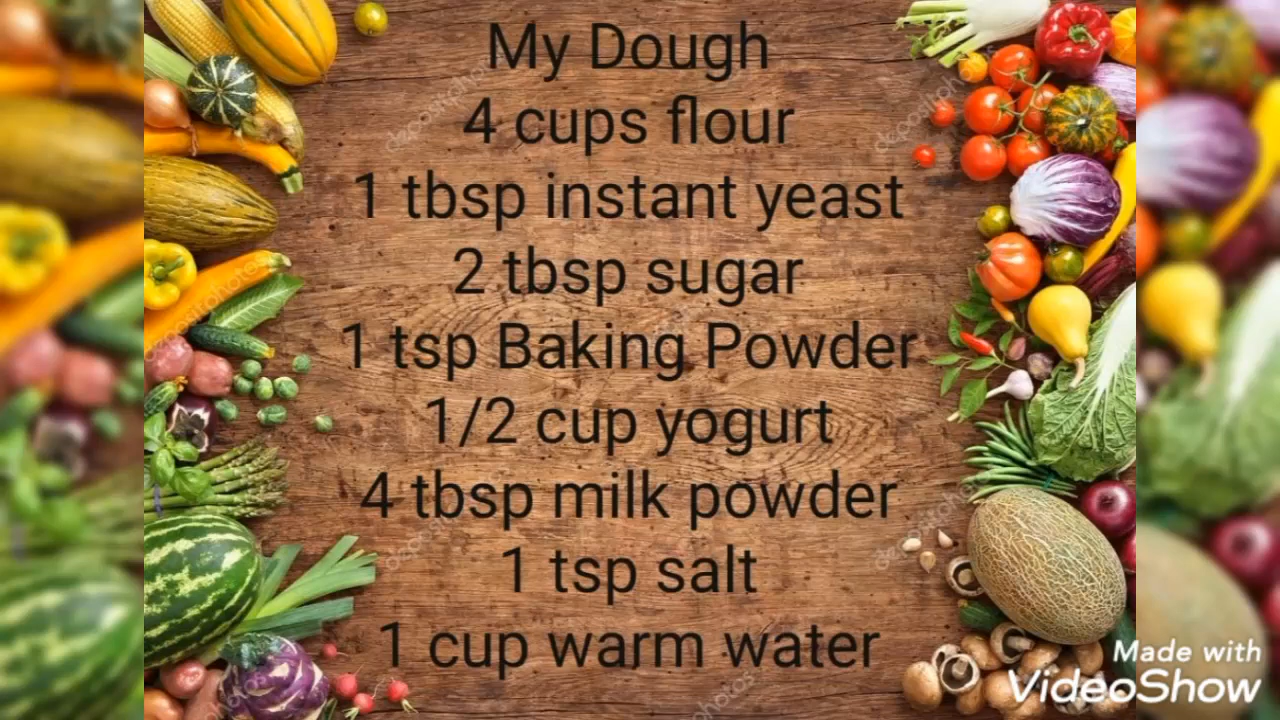 My Dough
4 cups flour
1 tbsp instant yeast
2 tbsp sugar
1 tsp Baking Powder
1/2 cup yogurt
4 tbsp milk powder
1 tsp salt
1 cup warm water
Made with
VideoShow
depositphotos